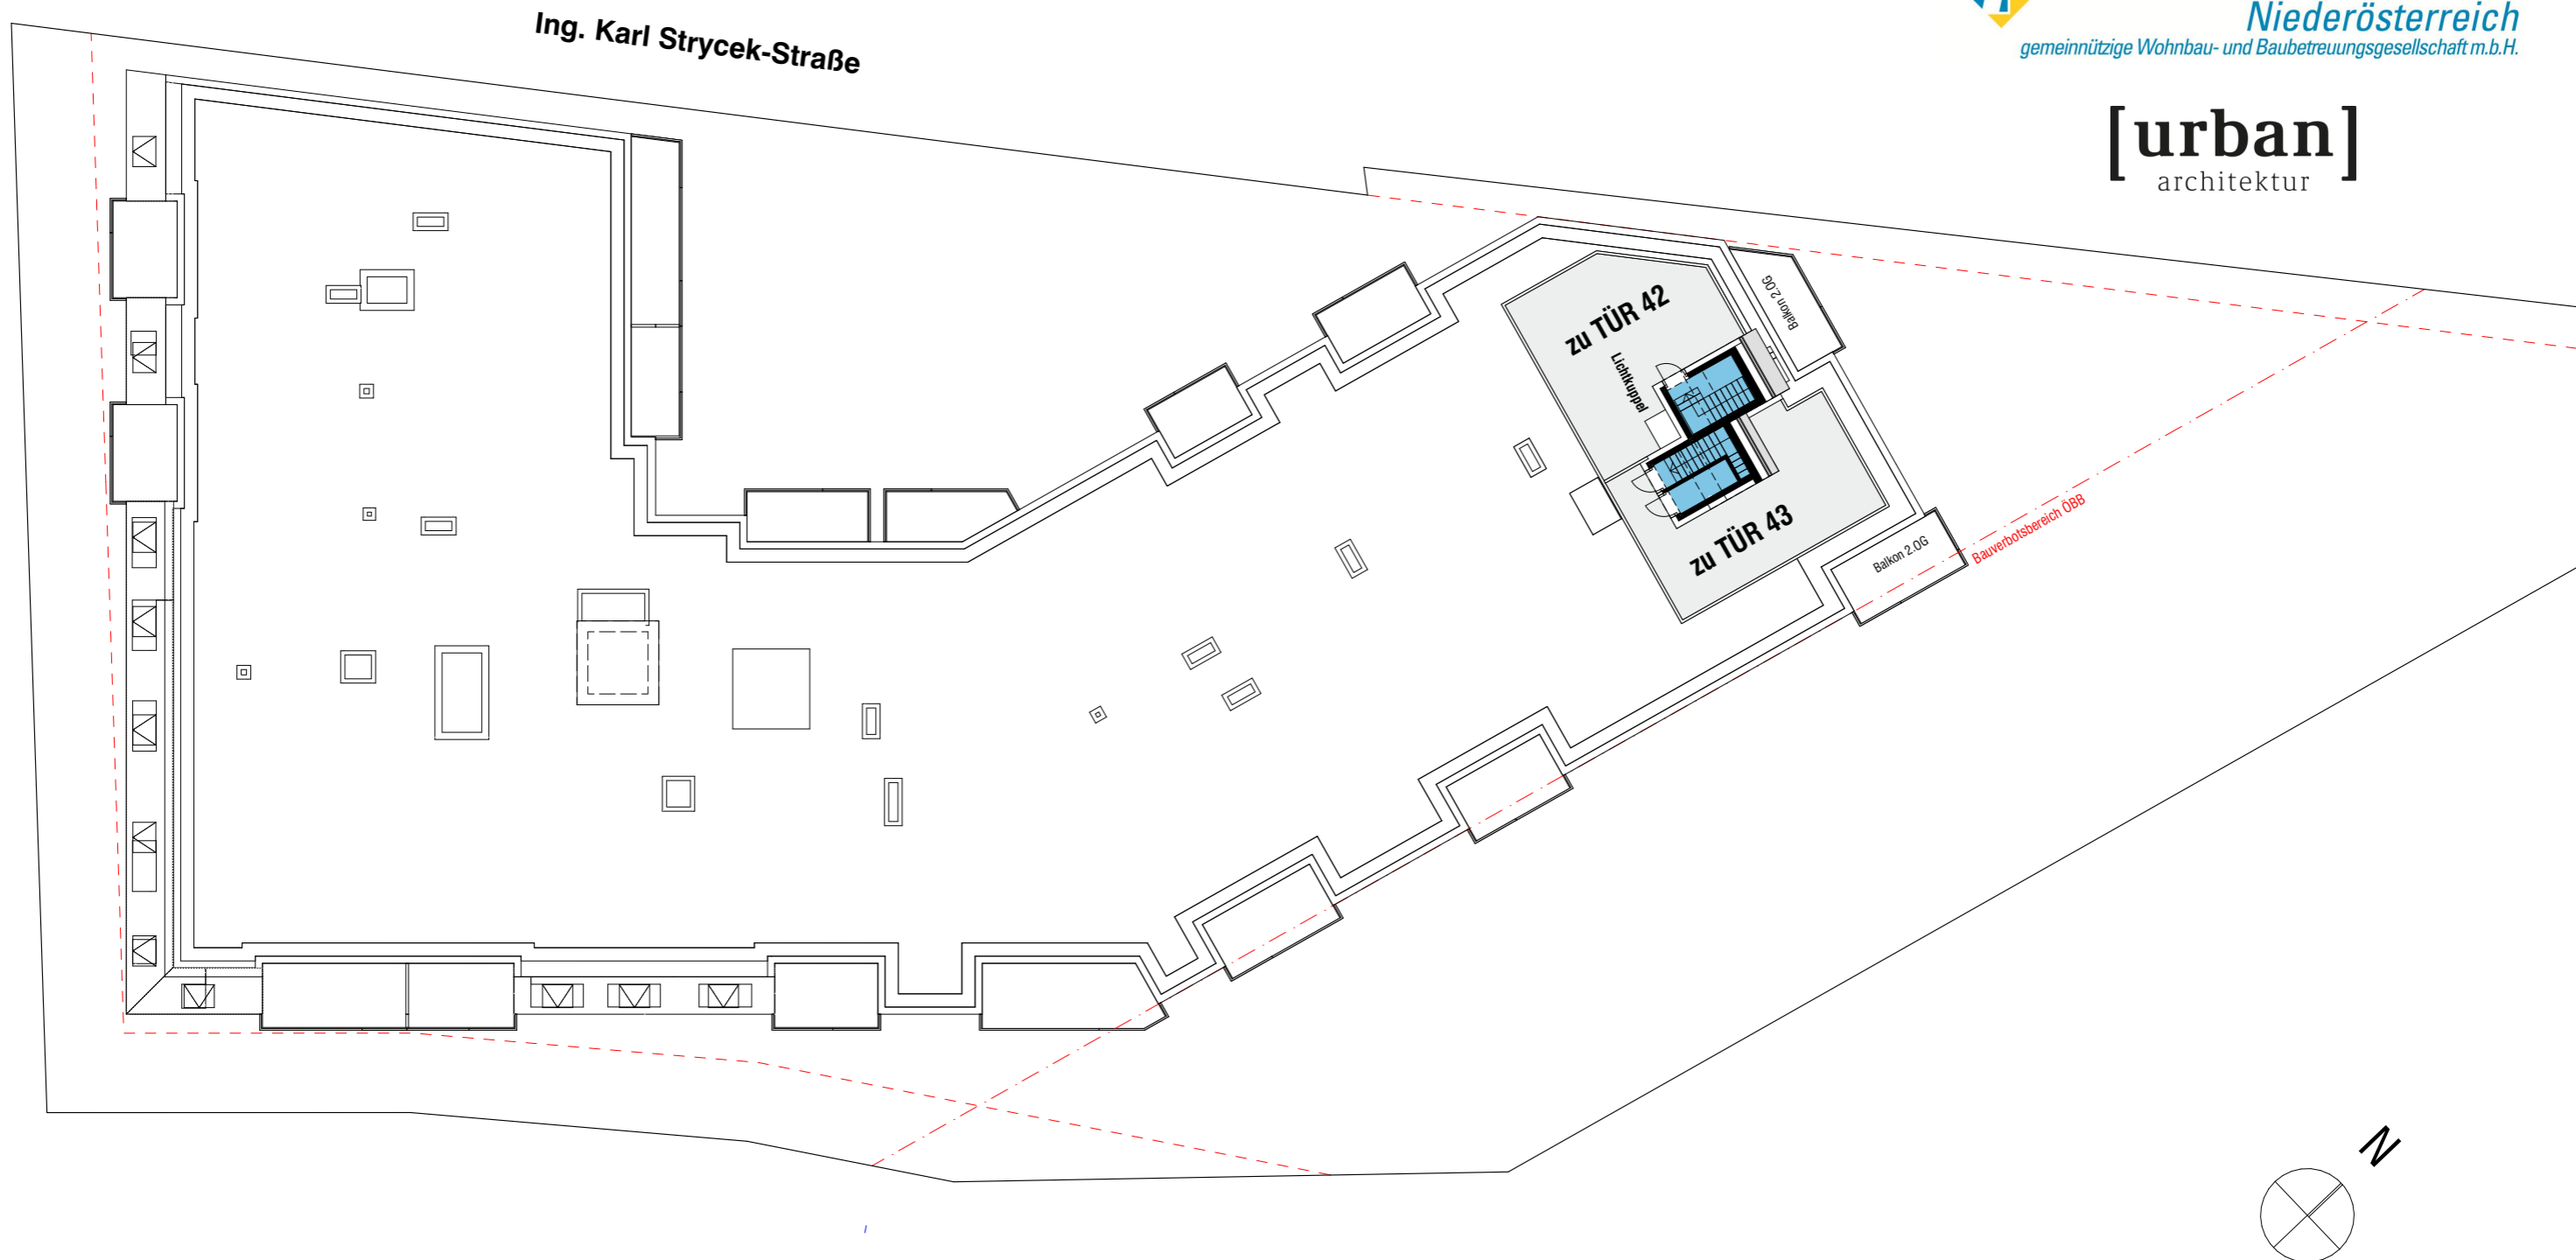 Ing. Karl Strycek-Straße
Niederösterreich
gemeinnützige Wohnbau- und Baubetreuungsgesellschaft m.b.H.
[urban]
architektur
Balkon 2.OG
zu TÜR 42
Lichtkuppel
zu TÜR 43
Balkon 2.OG
Bauverbotsbereich ÖBB
N